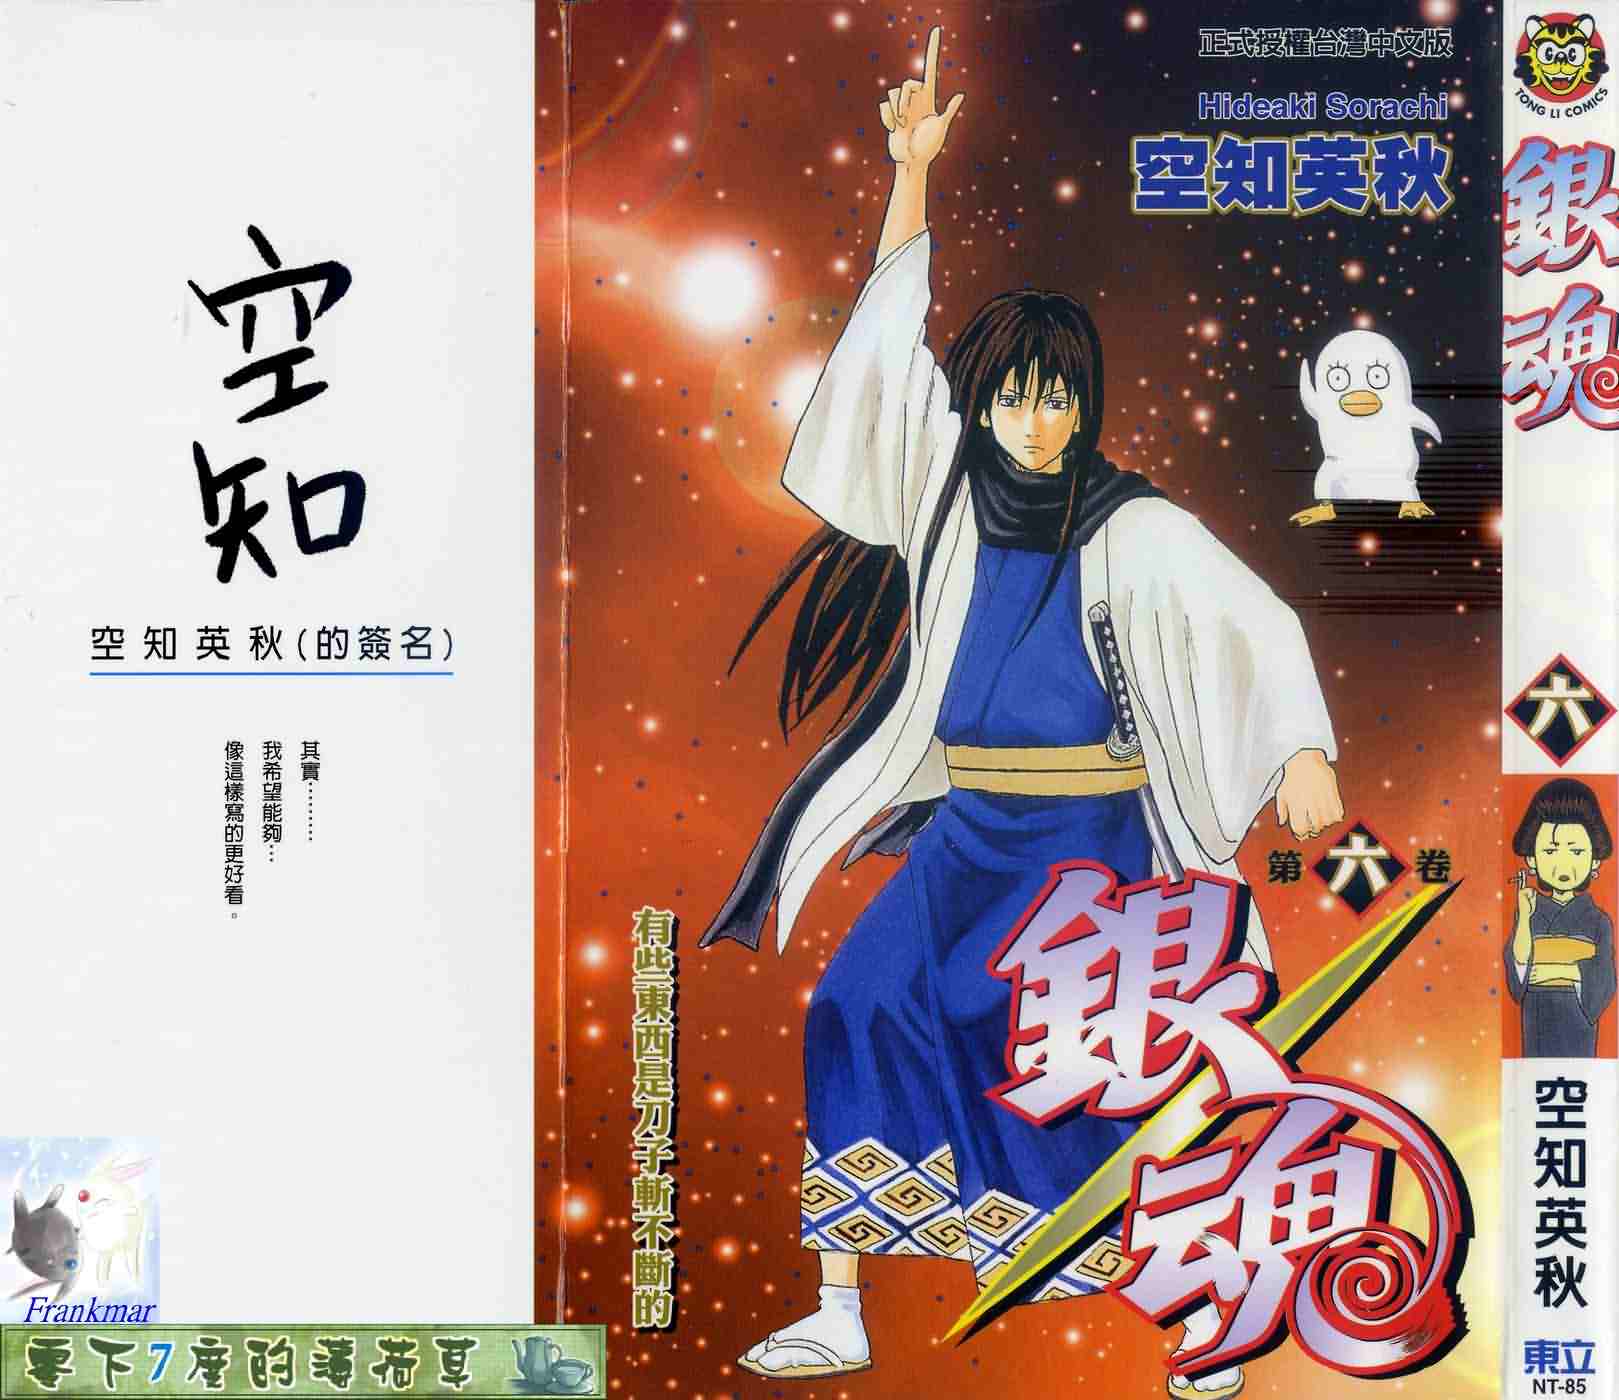 空知
空知英秋(的簽名)
其實………
我希望能夠…
像這樣寫的更好看。
Frankmar
零下7度的薄荷草
正式授權台灣中文版
Hideaki Sorachi
空知英秋
第六卷
銀魂
有些東西是刀子斬不斷的
TONG LI COMICS
銀魂
六
空知英秋
東立
NT-85